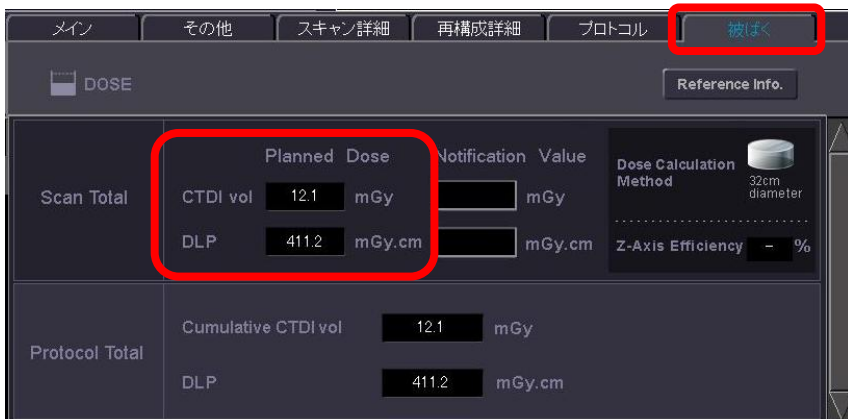 メイン その他 スキャン詳細 再構成詳細 プロトコル 被ばく
DOSE Reference Info.
Planned Dose Notification Value
Scan Total CTDI vol 12.1 mGy mGy
DLP 411.2 mGy.cm mGy.cm
Dose Calculation
Method
32cm
diameter
Z-Axis Efficiency - %
Protocol Total
Cumulative CTDI vol 12.1 mGy
DLP 411.2 mGy.cm